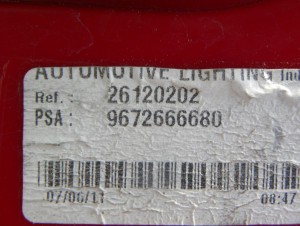 AUTOMOTIVE LIGHTING
Ref.: 26120202
PSA: 9672666680
07/06/11 08:47